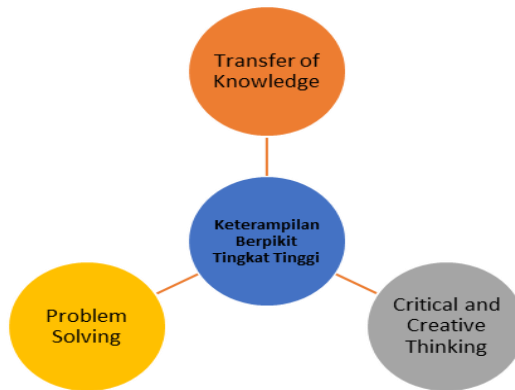 Transfer of
Knowledge
Keterampilan
Berpikit
Tingkat Tinggi
Problem
Solving
Critical and
Creative
Thinking